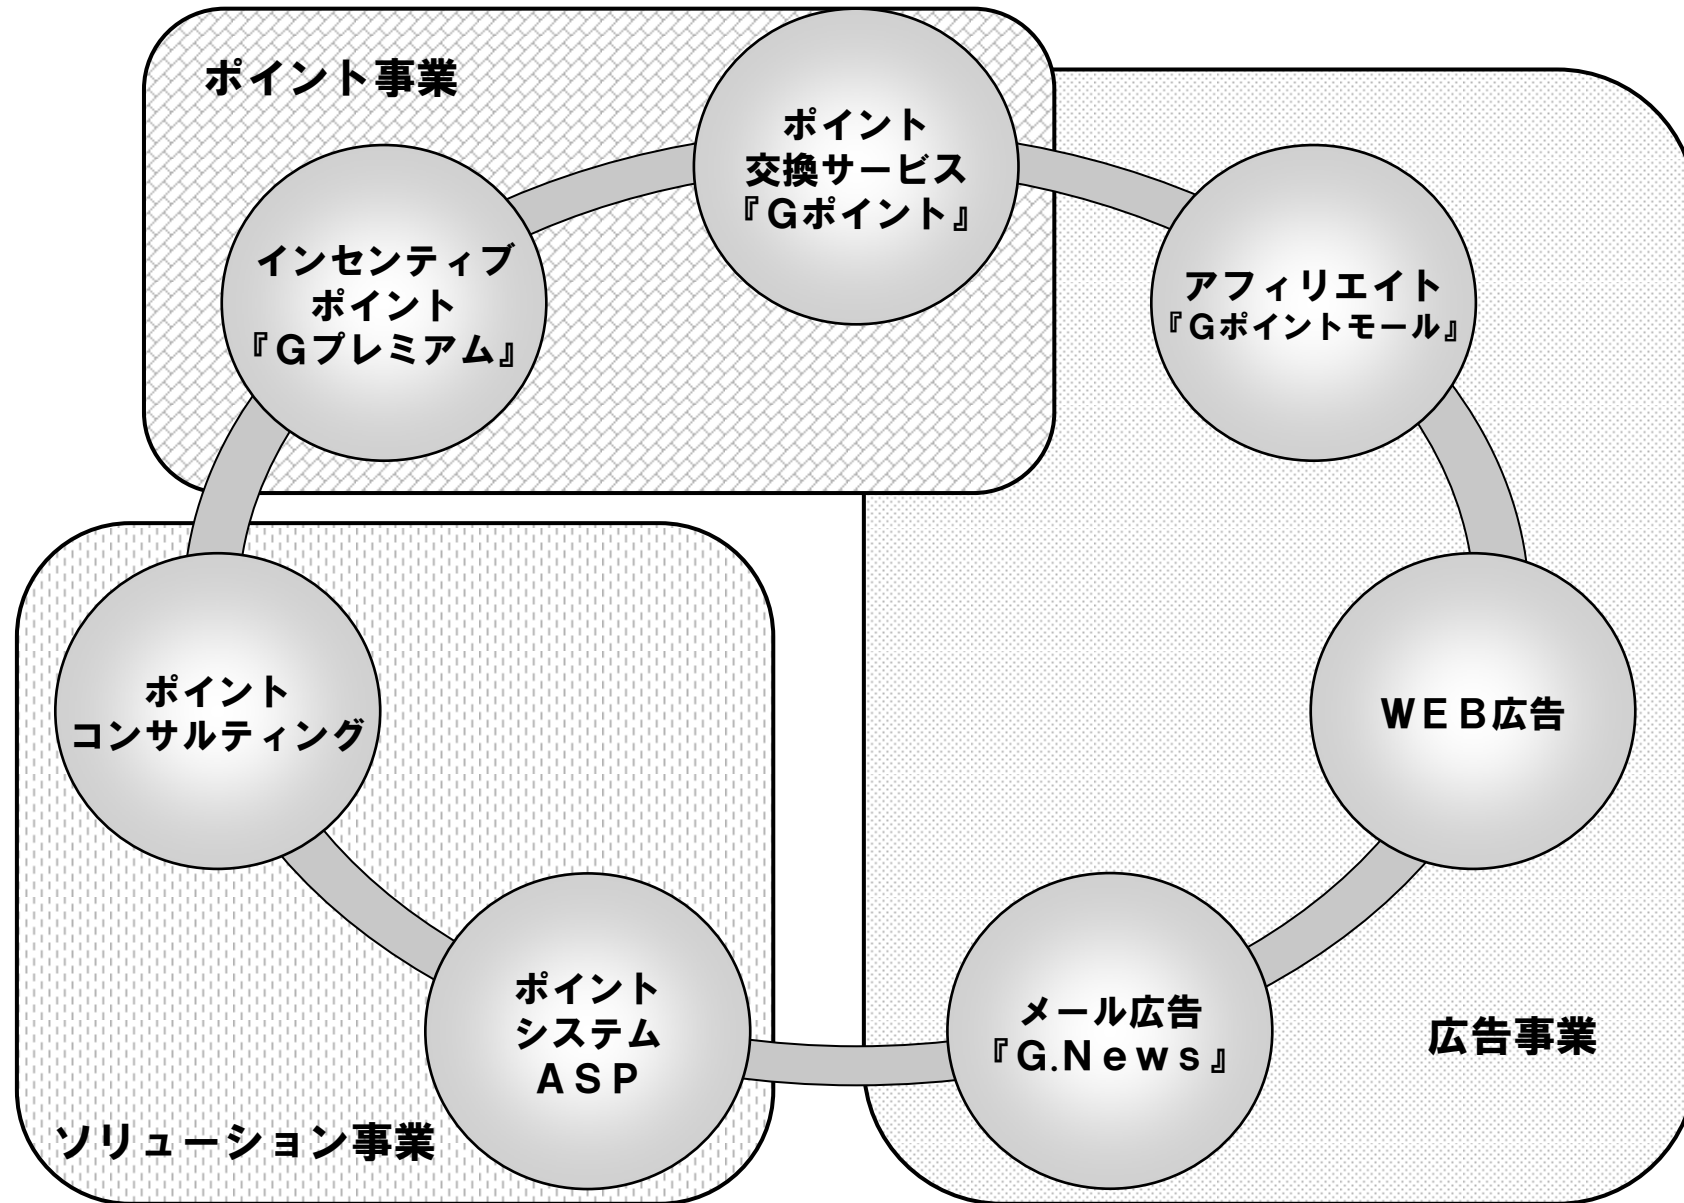 ポイント事業
ポイント
交換サービス
『Gポイント』
インセンティブ
ポイント
『Gプレミアム』
アフィリエイト
『Gポイントモール』
ポイント
コンサルティング
WEB広告
ポイント
システム
ASP
メール広告
『G.News』
広告事業
ソリューション事業